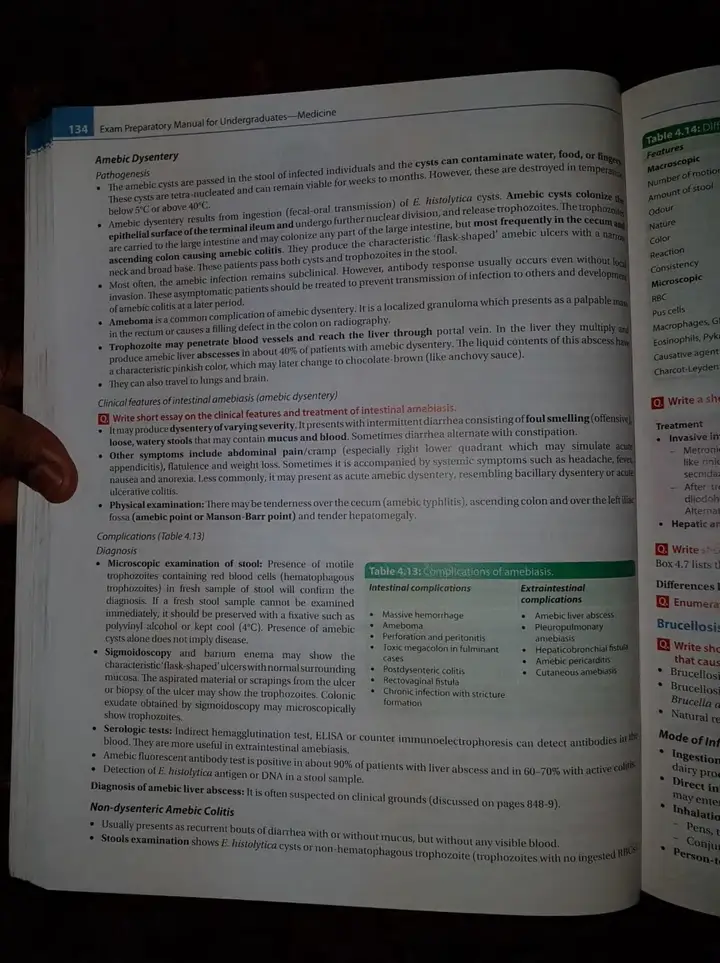 134 Exam Preparatory Manual for Undergraduates—Medicine
Amebic Dysentery
Pathogenesis
• The amebic cysts are passed in the stool of infected individuals and the cysts can contaminate water, food, or fingers
These cysts are tetra-nucleated and can remain viable for weeks to months. However, these are destroyed in temperature
below 5°C or above 40°C.
• Amebic dysentery results from ingestion (fecal-oral transmission) of E. histolytica cysts. Amebic cysts colonize the
epithelial surface of the terminal ileum and undergo further nuclear division, and release trophozoites. The trophozoites
are carried to the large intestine and may colonize any part of the large intestine, but most frequently in the cecum and
ascending colon causing amebic colitis. They produce the characteristic 'flask-shaped' amebic ulcers with a narrow
neck and broad base. These patients pass both cysts and trophozoites in the stool.
• Most often, the amebic infection remains subclinical. However, antibody response usually occurs even without local
invasion. These asymptomatic patients should be treated to prevent transmission of infection to others and development
of amebic colitis at a later period.
• Ameboma is a common complication of amebic dysentery. It is a localized granuloma which presents as a palpable mass
in the rectum or causes a filling defect in the colon on radiography.
• Trophozoite may penetrate blood vessels and reach the liver through portal vein. In the liver they multiply and
produce amebic liver abscesses in about 40% of patients with amebic dysentery. The liquid contents of this abscess have
a characteristic pinkish color, which may later change to chocolate-brown (like anchovy sauce).
• They can also travel to lungs and brain.
Clinical features of intestinal amebiasis (amebic dysentery)
Q. Write short essay on the clinical features and treatment of intestinal amebiasis.
• It may produce dysentery of varying severity. It presents with intermittent diarrhea consisting of foul smelling (offensive),
loose, watery stools that may contain mucus and blood. Sometimes diarrhea alternate with constipation.
• Other symptoms include abdominal pain/cramp (especially right lower quadrant which may simulate acute
appendicitis), flatulence and weight loss. Sometimes it is accompanied by systemic symptoms such as headache, fever,
nausea and anorexia. Less commonly, it may present as acute amebic dysentery, resembling bacillary dysentery or acute
ulcerative colitis.
• Physical examination: There may be tenderness over the cecum (amebic typhlitis), ascending colon and over the left iliac
fossa (amebic point or Manson-Barr point) and tender hepatomegaly.
Complications (Table 4.13)
Diagnosis
• Microscopic examination of stool: Presence of motile
trophozoites containing red blood cells (hematophagous
trophozoites) in fresh sample of stool will confirm the
diagnosis. If a fresh stool sample cannot be examined
immediately, it should be preserved with a fixative such as
polyvinyl alcohol or kept cool (4°C). Presence of amebic
cysts alone does not imply disease.
• Sigmoidoscopy and barium enema may show the
characteristic 'flask-shaped' ulcers with normal surrounding
mucosa. The aspirated material or scrapings from the ulcer
or biopsy of the ulcer may show the trophozoites. Colonic
exudate obtained by sigmoidoscopy may microscopically
show trophozoites.
Table 4.13: Complications of amebiasis.
Intestinal complications
• Massive hemorrhage
• Ameboma
• Perforation and peritonitis
• Toxic megacolon in fulminant
cases
• Postdysenteric colitis
• Rectovaginal fistula
• Chronic infection with stricture
formation
Extrointestinal
complications
• Amebic liver abscess
• Pleuropulmonary
amebiasis
• Hepaticobronchial fistula
• Amebic pericarditis
• Cutaneous amebiasis
• Serologic tests: Indirect hemagglutination test, ELISA or counter immunoelectrophoresis can detect antibodies in the
blood. They are more useful in extraintestinal amebiasis.
• Amebic fluorescent antibody test is positive in about 90% of patients with liver abscess and in 60–70% with active colitis.
• Detection of E. histolytica antigen or DNA in a stool sample.
Diagnosis of amebic liver abscess: It is often suspected on clinical grounds (discussed on pages 848-9).
Non-dysenteric Amebic Colitis
• Usually presents as recurrent bouts of diarrhea with or without mucus, but without any visible blood.
• Stools examination shows E. histolytica cysts or non-hematophagous trophozoite (trophozoites with no ingested RBCs).
Table 4.14:
Features
Macroscopic
Number of
Amount of stool
Odour
Nature
Color
Reaction
Consistency
Microscopic
RBC
Pus cells
Macrophages,
Eosinophils,
Causative agent
Charcot-Leyden
Q. Write a
Treatment
• Invasive
–
like
–
After
• Hepatic
Q. Write
Box 4.7 lists
Differences
Q.
Brucellosis
Q. Write
that
•
•
Brucella
• Natural
Mode of
• Ingestion
dairy
• Direct
may
•
– Pens,
–
•